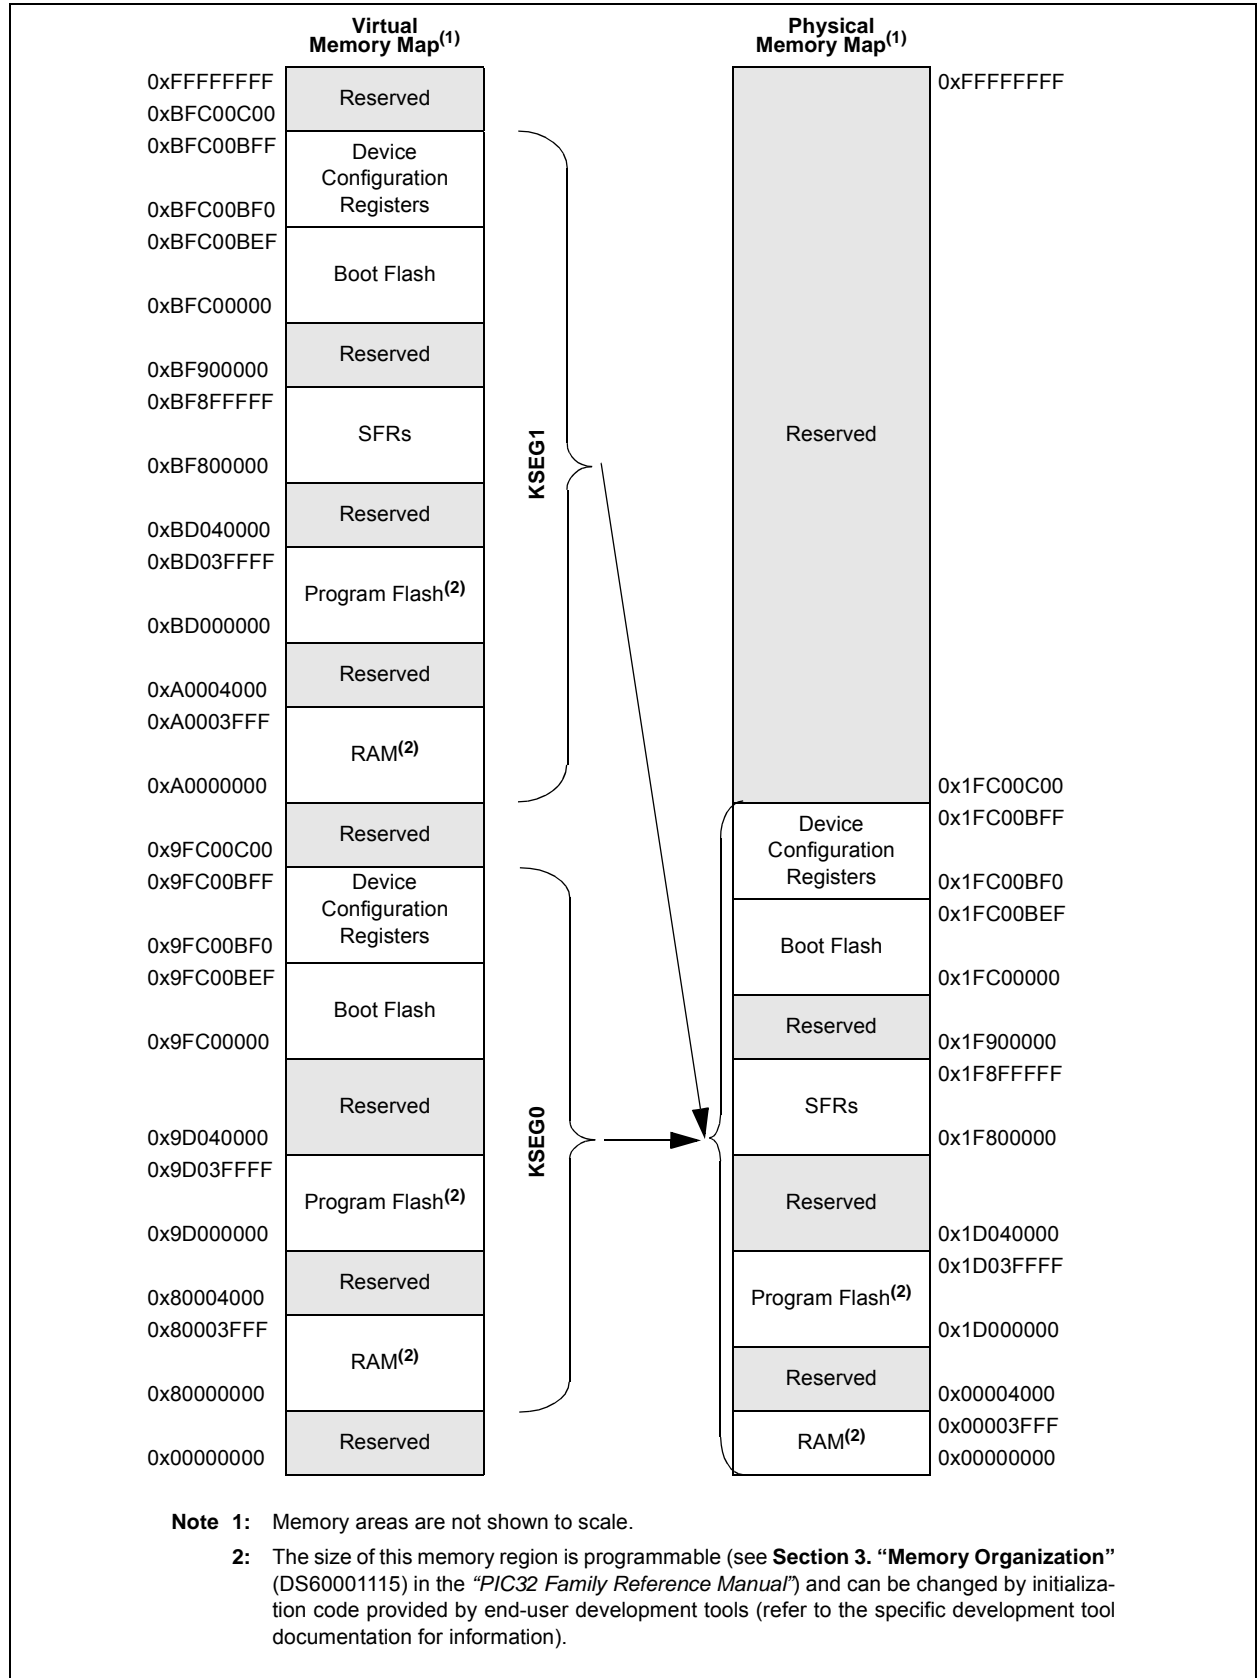 Virtual
Memory Map(1)
0xFFFFFFFF
Reserved
0xBFC00C00
0xBFC00BFF
Device
Configuration
Registers
0xBFC00BF0
0xBFC00BEF
Boot Flash
0xBFC00000
Reserved
0xBF900000
0xBF8FFFFF
SFRs
0xBF800000
Reserved
0xBD040000
0xBD03FFFF
Program Flash(2)
0xBD000000
Reserved
0xA0004000
0xA0003FFF
RAM(2)
0xA0000000
Reserved
0x9FC00C00
0x9FC00BFF
Device
Configuration
Registers
0x9FC00BF0
0x9FC00BEF
Boot Flash
0x9FC00000
Reserved
0x9D040000
0x9D03FFFF
Program Flash(2)
0x9D000000
Reserved
0x80004000
0x80003FFF
RAM(2)
0x80000000
Reserved
0x00000000
KSEG1
KSEG0
Physical
Memory Map(1)
0xFFFFFFFF
Reserved
0x1FC00C00
0x1FC00BFF
Device
Configuration
Registers
0x1FC00BF0
0x1FC00BEF
Boot Flash
0x1FC00000
Reserved
0x1F900000
0x1F8FFFFF
SFRs
0x1F800000
Reserved
0x1D040000
0x1D03FFFF
Program Flash(2)
0x1D000000
Reserved
0x00004000
0x00003FFF
RAM(2)
0x00000000
Note 1: Memory areas are not shown to scale.
2: The size of this memory region is programmable (see Section 3. “Memory Organization”
(DS60001115) in the “PIC32 Family Reference Manual”) and can be changed by initializa-
tion code provided by end-user development tools (refer to the specific development tool
documentation for information).